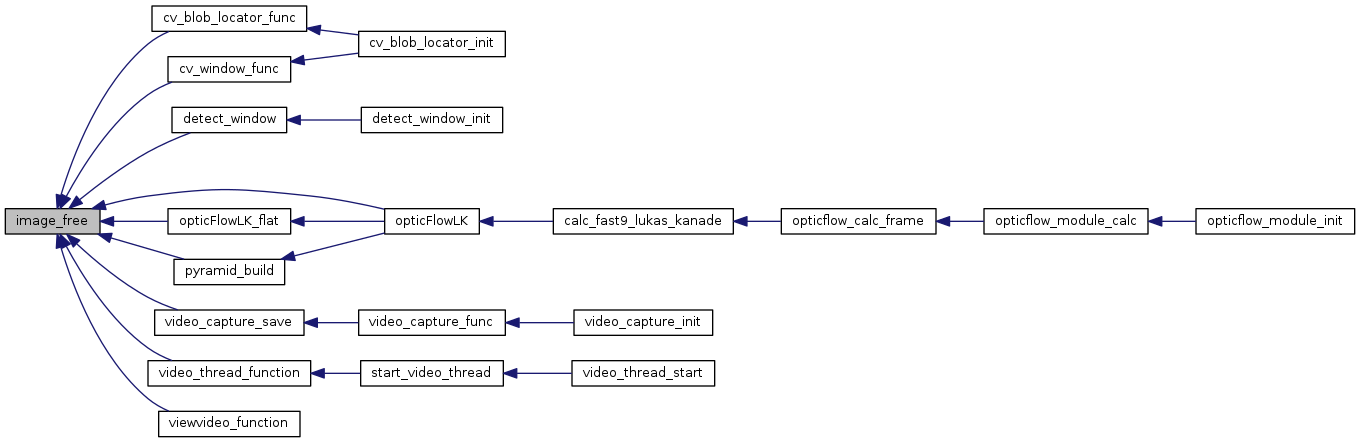 cv_blob_locator_func
cv_blob_locator_init
cv_window_func
detect_window
detect_window_init
image_free
opticFlowLK_flat
opticFlowLK
calc_fast9_lukas_kanade
opticflow_calc_frame
opticflow_module_calc
opticflow_module_init
pyramid_build
video_capture_save
video_capture_func
video_capture_init
video_thread_function
start_video_thread
video_thread_start
viewvideo_function